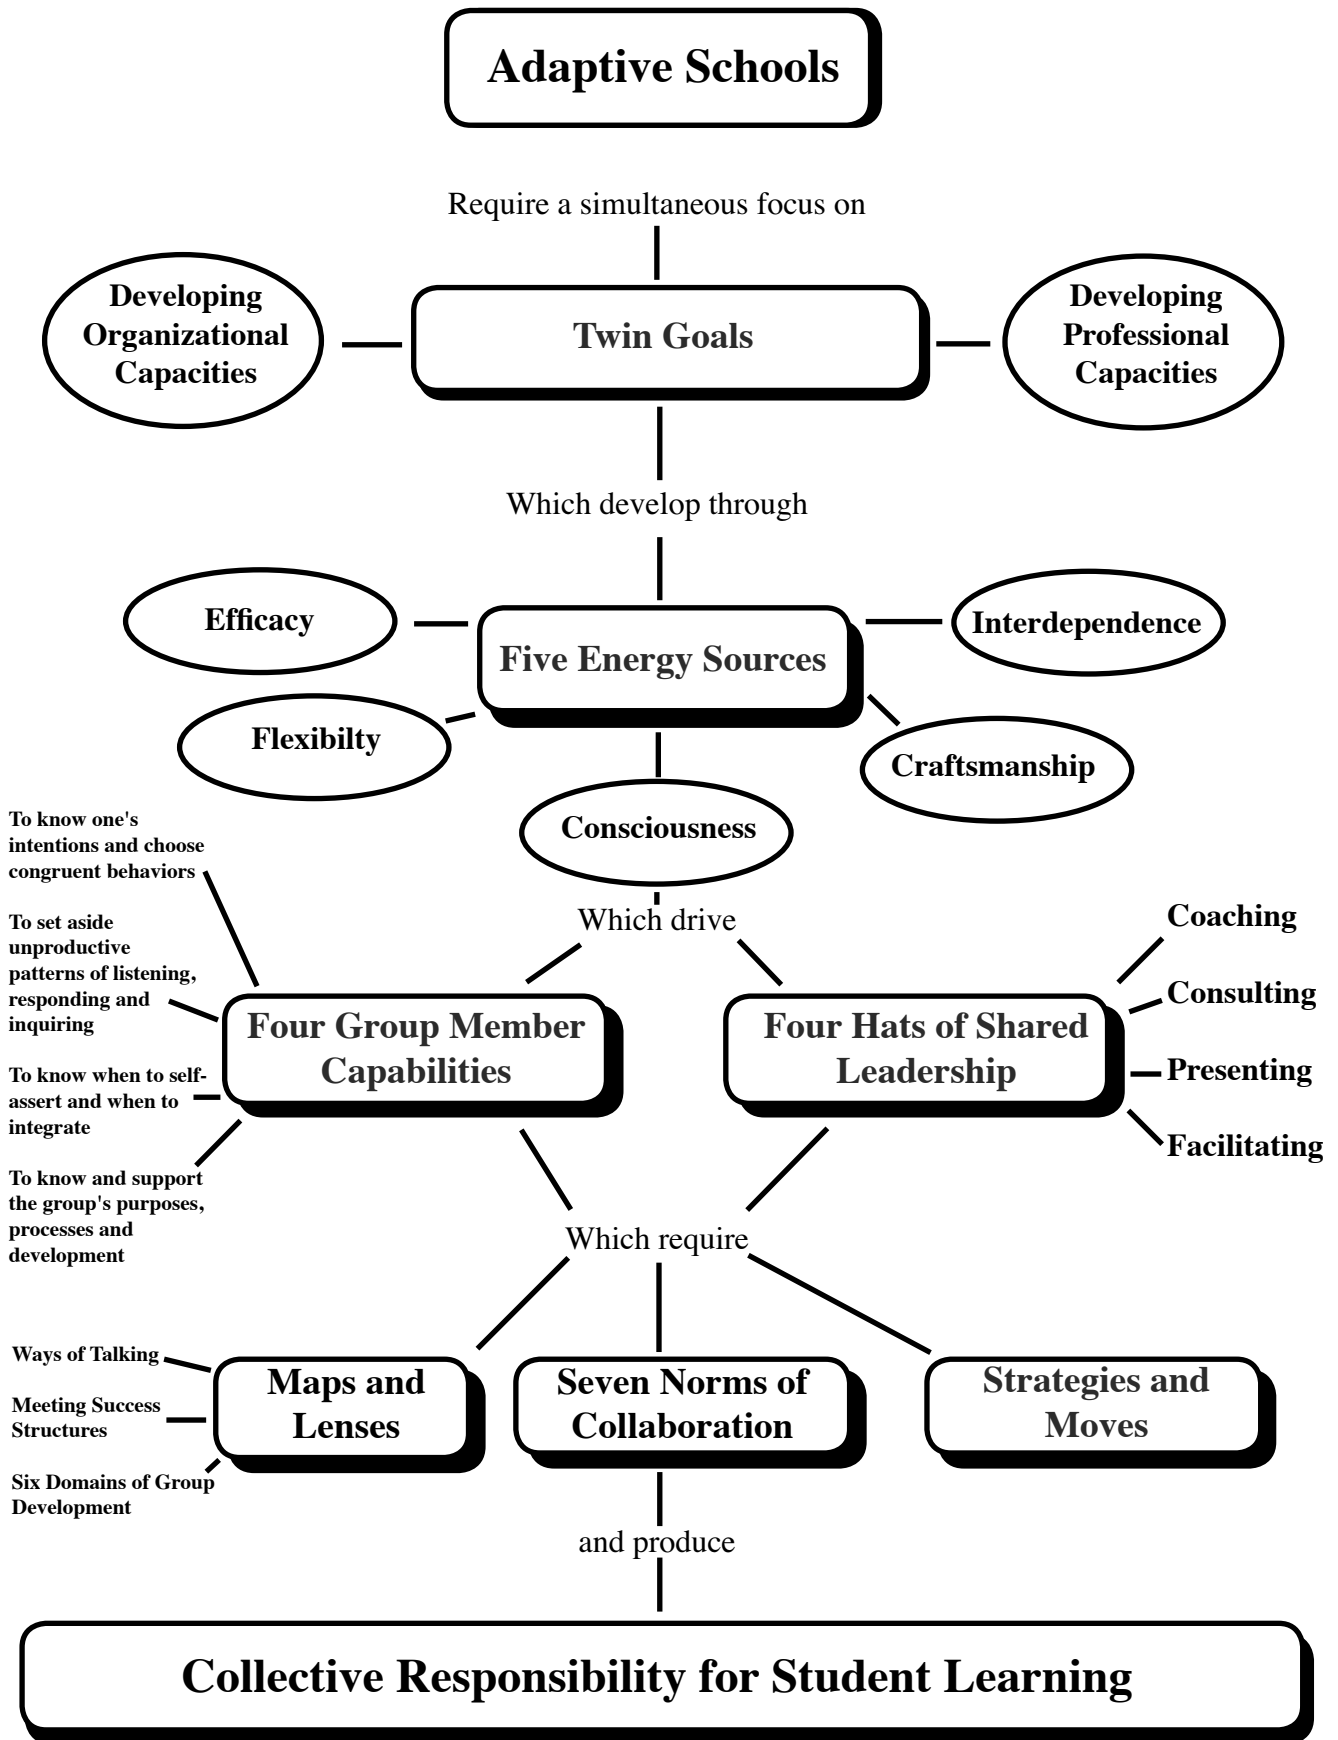 Adaptive Schools
Require a simultaneous focus on
Developing
Organizational
Capacities
Twin Goals
Developing
Professional
Capacities
Which develop through
Efficacy
Five Energy Sources
Interdependence
Flexibilty
Craftsmanship
Consciousness
To know one's
intentions and choose
congruent behaviors
To set aside
unproductive
patterns of listening,
responding and
inquiring
To know when to self-
assert and when to
integrate
To know and support
the group's purposes,
processes and
development
Which drive
Four Group Member
Capabilities
Four Hats of Shared
Leadership
Coaching
Consulting
Presenting
Facilitating
Which require
Ways of Talking
Meeting Success
Structures
Six Domains of Group
Development
Maps and
Lenses
Seven Norms of
Collaboration
Strategies and
Moves
and produce
Collective Responsibility for Student Learning